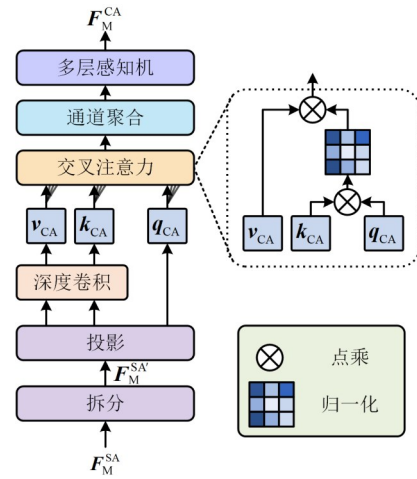 F_M^CA
多层感知机
通道聚合
交叉注意力
v_CA k_CA q_CA
深度卷积
投影
F_M^SA'
拆分
F_M^SA
v_CA k_CA q_CA
点乘
归一化